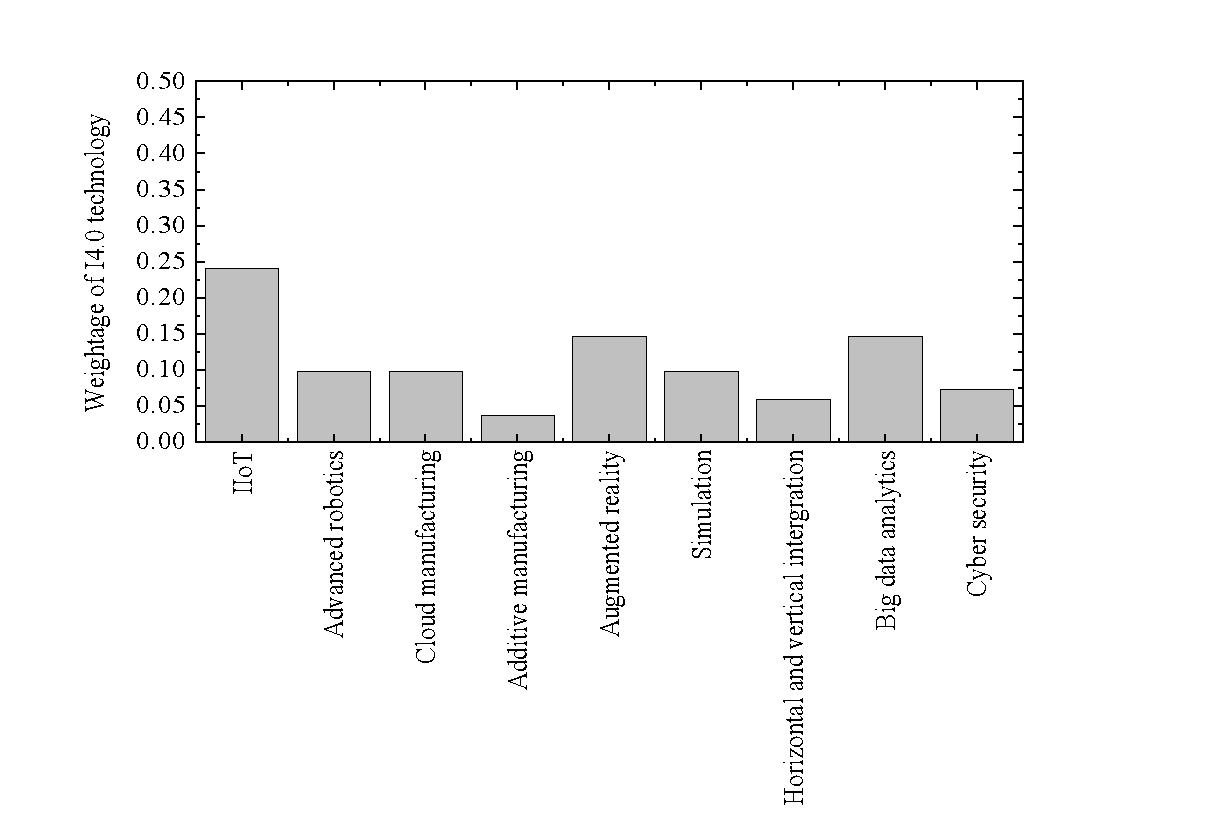 Weightage of I4.0 technology
0.50
0.45
0.40
0.35
0.30
0.25
0.20
0.15
0.10
0.05
0.00
IIoT
Advanced robotics
Cloud manufacturing
Additive manufacturing
Augmented reality
Simulation
Horizontal and vertical intergration
Big data analytics
Cyber security